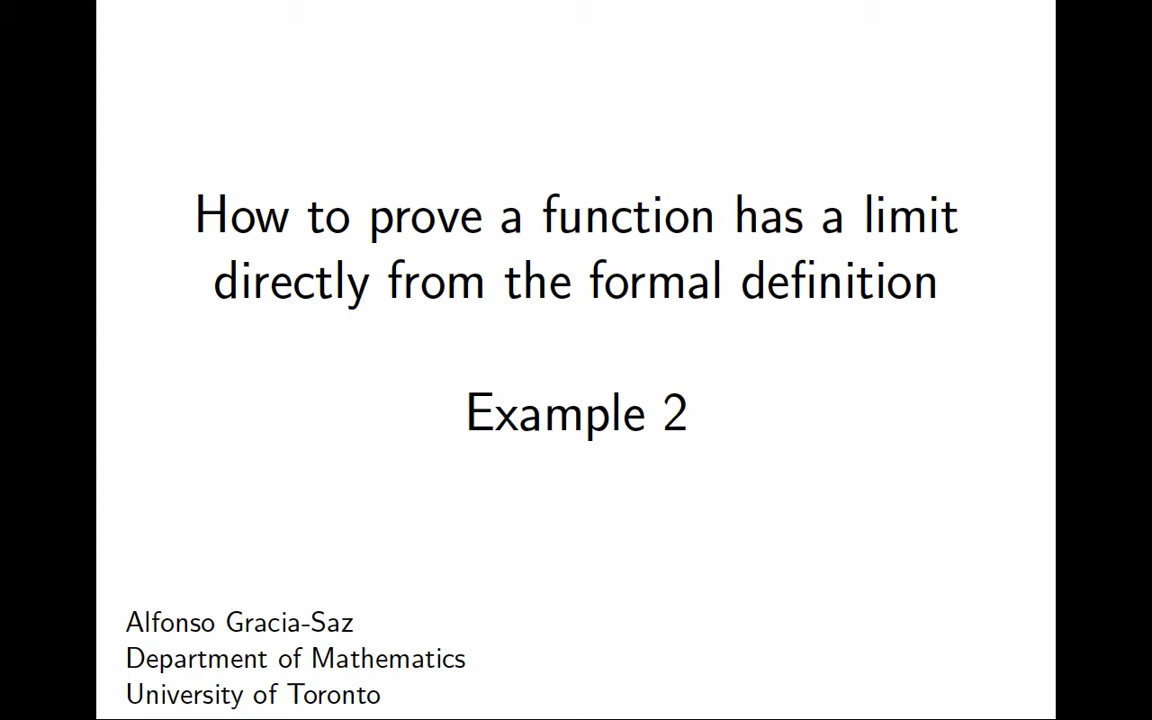 How to prove a function has a limit
directly from the formal definition
Example 2
Alfonso Gracia-Saz
Department of Mathematics
University of Toronto